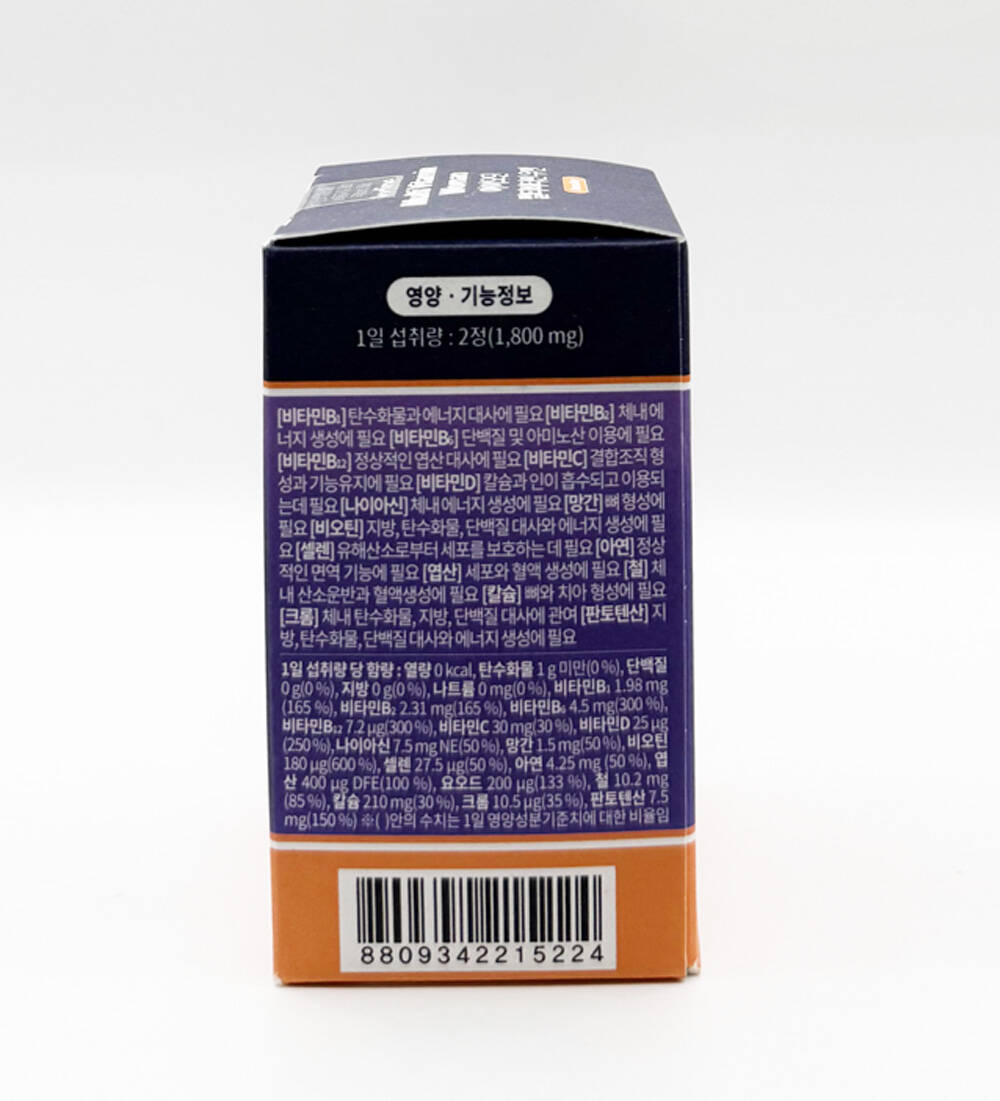 Multi Vitamin
Woman
영양 · 기능정보
1일 섭취량 : 2정(1,800 mg)
[비타민B₁] 탄수화물과 에너지 대사에 필요 [비타민B₂] 체내 에
너지 생성에 필요 [비타민B₆] 단백질 및 아미노산 이용에 필요
[비타민B₁₂] 정상적인 엽산 대사에 필요 [비타민C] 결합조직 형
성과 기능유지에 필요 [비타민D] 칼슘과 인이 흡수되고 이용되
는데 필요 [나이아신] 체내 에너지 생성에 필요 [망간] 뼈 형성에
필요 [비오틴] 지방, 탄수화물, 단백질 대사와 에너지 생성에 필
요 [셀렌] 유해산소로부터 세포를 보호하는 데 필요 [아연] 정상
적인 면역 기능에 필요 [엽산] 세포와 혈액 생성에 필요 [철] 체
내 산소운반과 혈액생성에 필요 [칼슘] 뼈와 치아 형성에 필요
[크롬] 체내 탄수화물, 지방, 단백질 대사에 관여 [판토텐산] 지
방, 탄수화물, 단백질 대사와 에너지 생성에 필요
1일 섭취량 당 함량 : 열량 0 kcal, 탄수화물 1 g 미만(0 %), 단백질
0 g(0 %), 지방 0 g(0 %), 나트륨 0 mg(0 %), 비타민B₁ 1.98 mg
(165 %), 비타민B₂ 2.31 mg(165 %), 비타민B₆ 4.5 mg(300 %),
비타민B₁₂ 7.2 μg(300 %), 비타민C 30 mg(30 %), 비타민D 25 μg
(250 %), 나이아신 7.5 mg NE(50 %), 망간 1.5 mg(50 %), 비오틴
180 μg(600 %), 셀렌 27.5 μg(50 %), 아연 4.25 mg (50 %), 엽
산 400 μg DFE(100 %), 요오드 200 μg(133 %), 철 10.2 mg
(85 %), 칼슘 210 mg(30 %), 크롬 10.5 μg(35 %), 판토텐산 7.5
mg(150 %) ※( )안의 수치는 1일 영양성분기준치에 대한 비율임
8809342215224